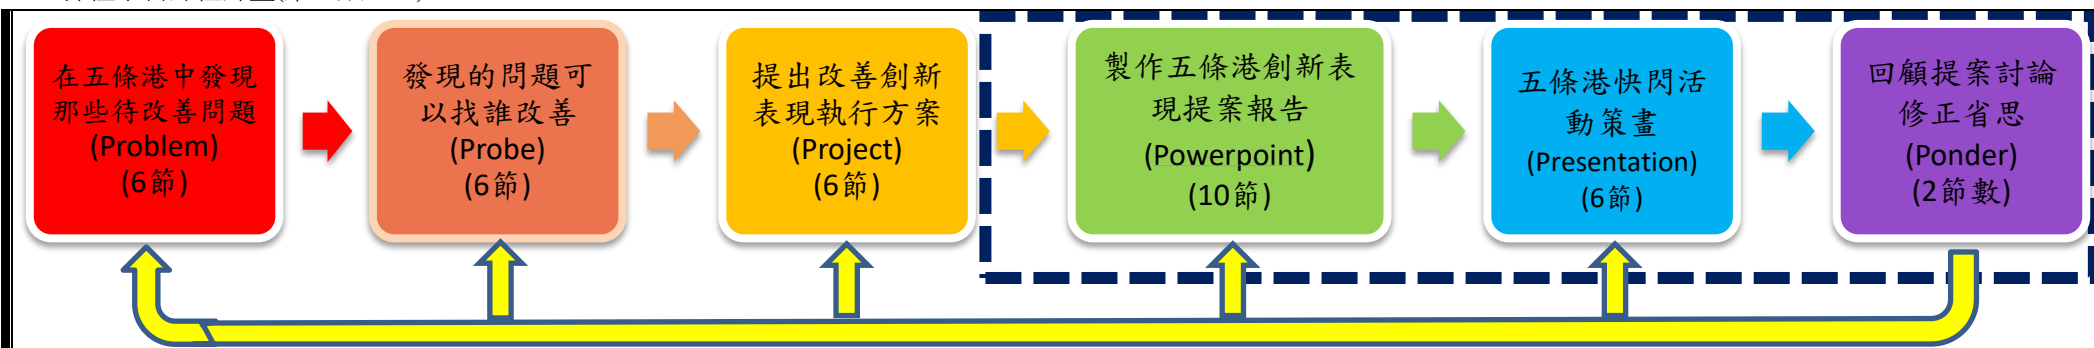 在五條港中發現
那些待改善問題
(Problem)
(6節)
發現的問題可
以找誰改善
(Probe)
(6節)
提出改善創新
表現執行方案
(Project)
(6節)
製作五條港創新表
現提案報告
(Powerpoint)
(10節)
五條港快閃活
動策畫
(Presentation)
(6節)
回顧提案討論
修正省思
(Ponder)
(2節數)